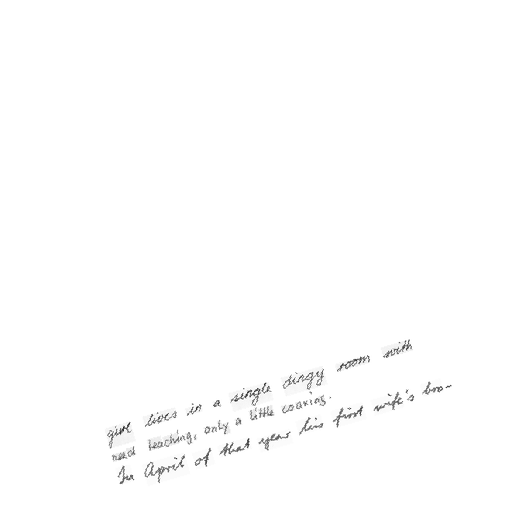 girl lives in a single dingy room with
need teaching, only a little coaxing.
In April of that year his first wife's bro-